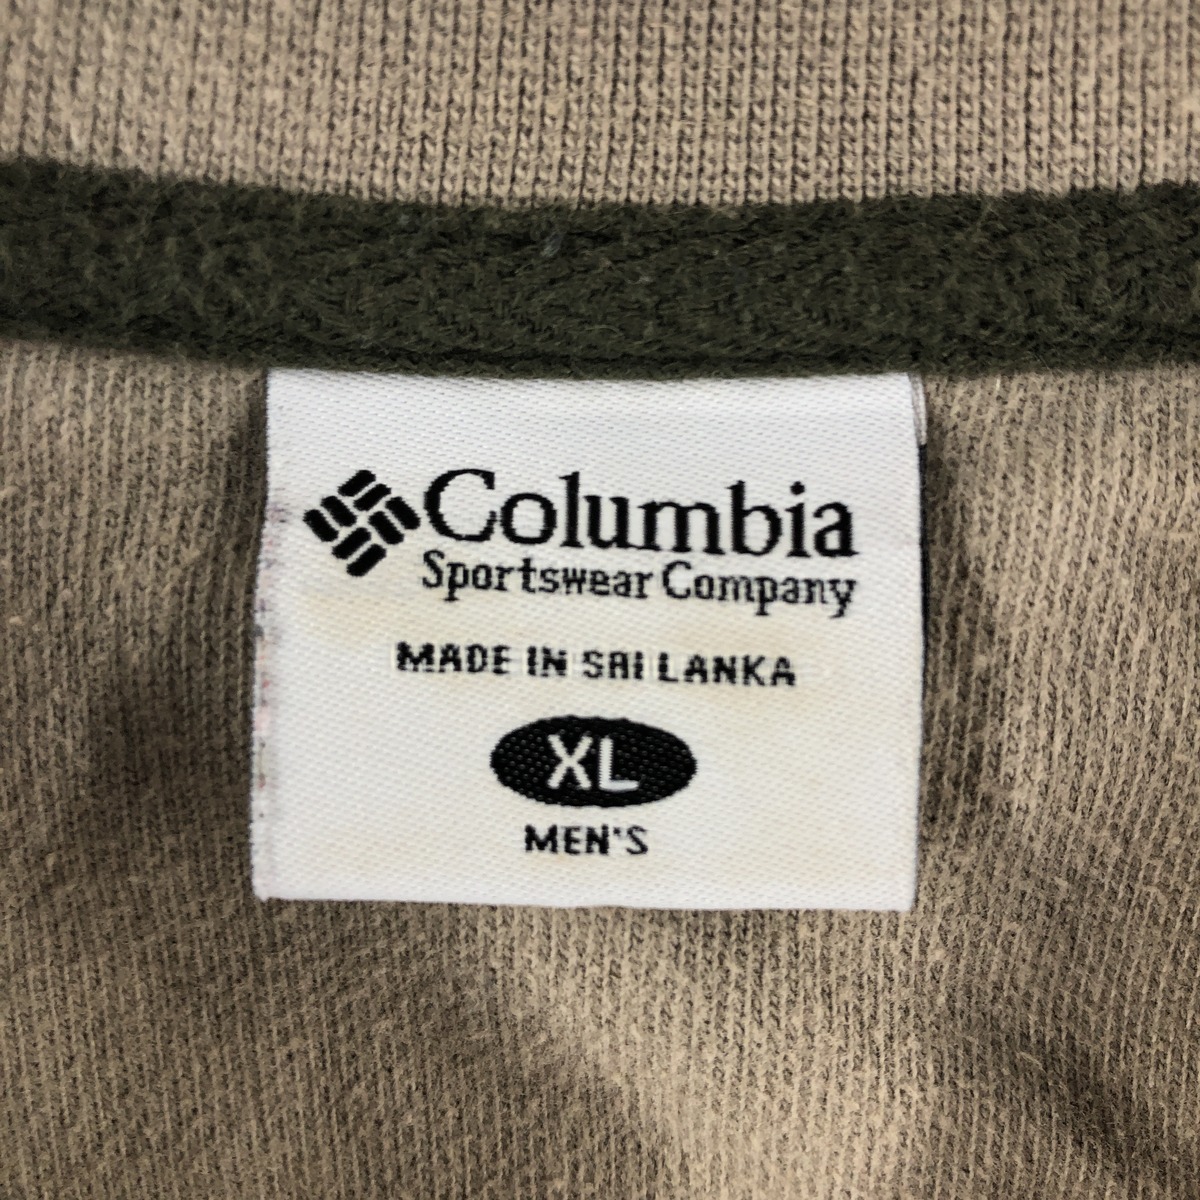 Columbia
Sportswear Company
MADE IN SRI LANKA
XL
MEN'S